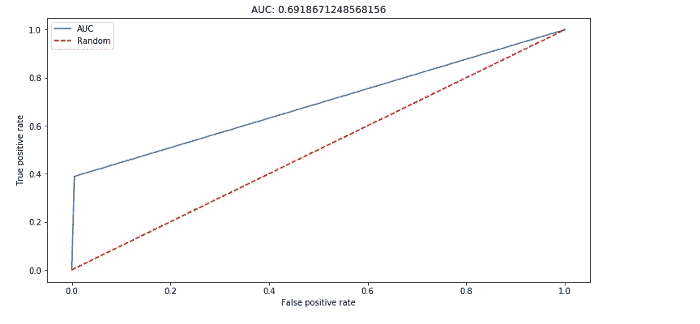 AUC: 0.6918671248568156
AUC
Random
1.0
0.8
0.6
0.4
0.2
0.0
True positive rate
0.0 0.2 0.4 0.6 0.8 1.0
False positive rate